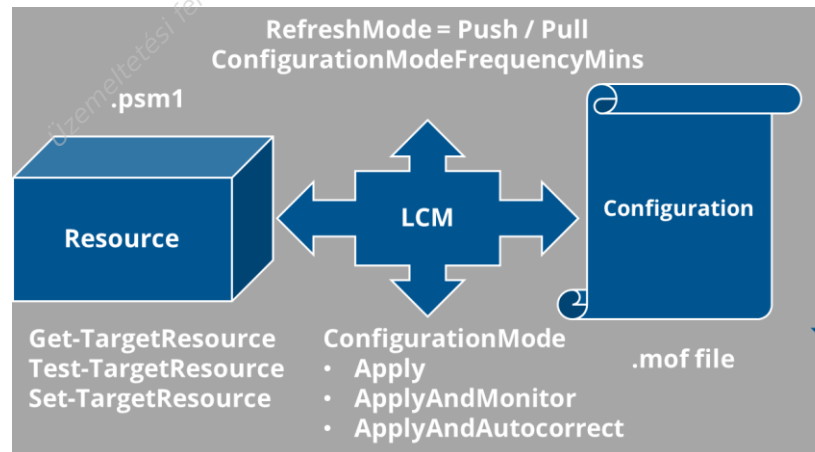 RefreshMode = Push / Pull
ConfigurationModeFrequencyMins
Üzemeltetési
.psm1
Resource
LCM
Configuration
Get-TargetResource
Test-TargetResource
Set-TargetResource
ConfigurationMode
• Apply
• ApplyAndMonitor
• ApplyAndAutocorrect
.mof file